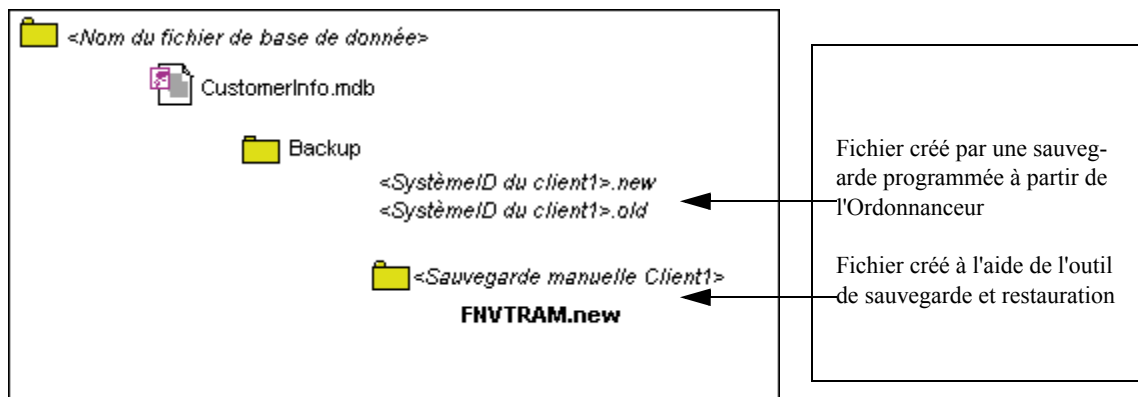 <Nom du fichier de base de donnée>
CustomerInfo.mdb
Backup
<SystèmeID du client1>.new
<SystèmeID du client1>.old
<Sauvegarde manuelle Client1>
FNVTRAM.new
Fichier créé par une sauveg-
arde programmée à partir de
l'Ordonnanceur
Fichier créé à l'aide de l'outil
de sauvegarde et restauration